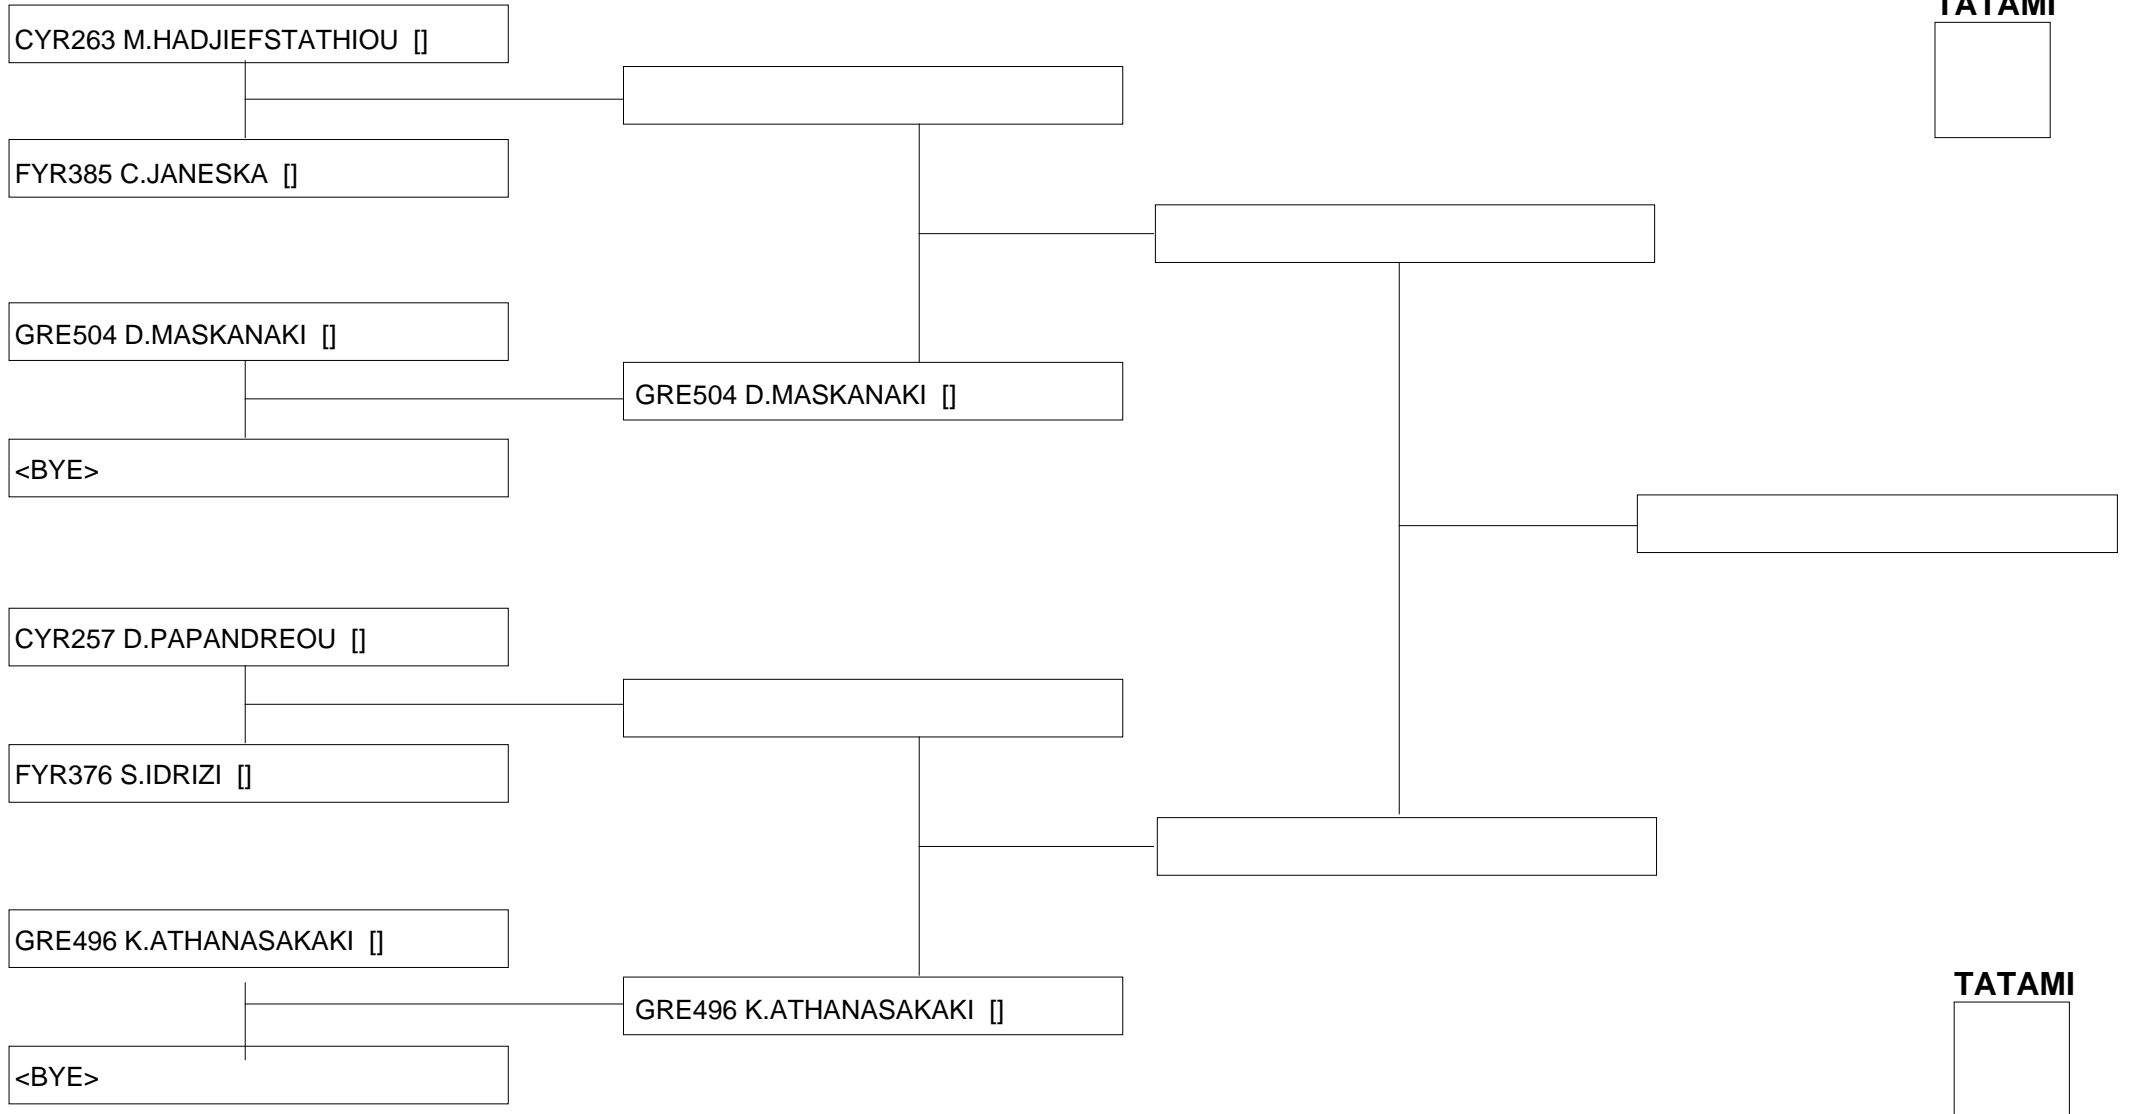 TATAMI
CYR263 M.HADJIEFSTATHIOU []
FYR385 C.JANESKA []
GRE504 D.MASKANAKI []
GRE504 D.MASKANAKI []
<BYE>
CYR257 D.PAPANDREOU []
FYR376 S.IDRIZI []
GRE496 K.ATHANASAKAKI []
TATAMI
GRE496 K.ATHANASAKAKI []
<BYE>